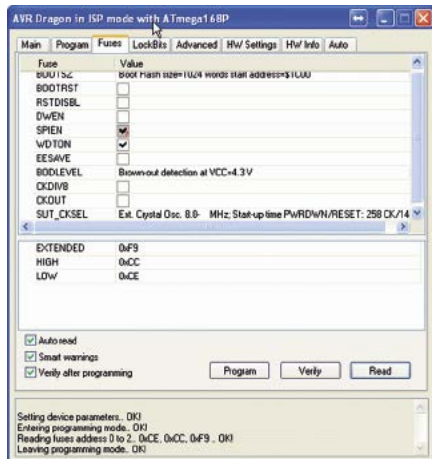 AVR Dragon in ISP mode with ATmega168P
Main Program Fuses LockBits Advanced HW Settings HW Info Auto
Fuse Value
BOOTSZ Boot Flash size=1024 words start address=$1C00
BOOTRST
RSTDISBL
DWEN
SPIEN
WDTON
EESAVE
BODLEVEL Brown-out detection at VCC=4.3 V
CKDIV8
CKOUT
SUT_CKSEL Ext. Crystal Osc. 8.0- MHz; Start-up time PWRDWN/RESET: 258 CK/14
EXTENDED 0xF9
HIGH 0xCC
LOW 0xCE
Auto read
Smart warnings
Verify after programming
Program Verify Read
Setting device parameters.. OK!
Entering programming mode.. OK!
Reading fuses address 0 to 2.. 0xCE, 0xCC, 0xF9 .. OK!
Leaving programming mode.. OK!